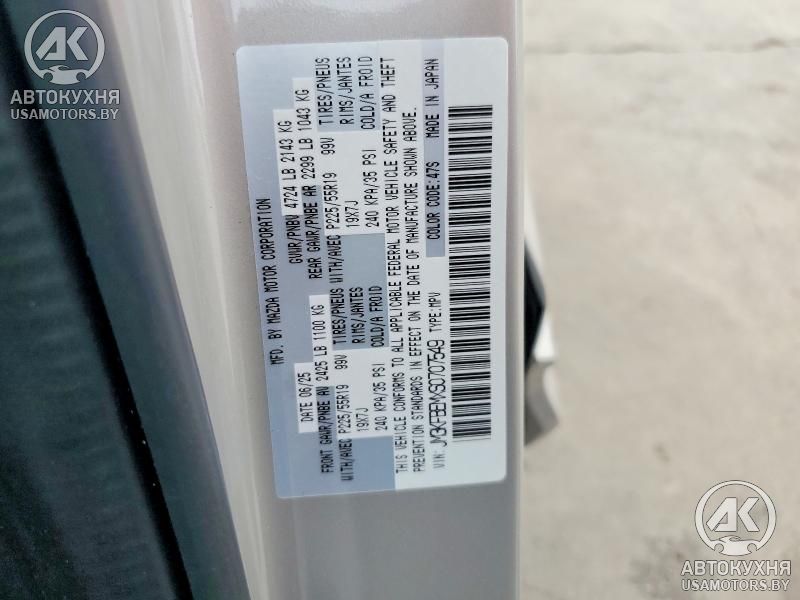 MFD. BY MAZDA MOTOR CORPORATION
DATE 06/25 GVWR/PNBV 4724 LB 2143 KG
FRONT GAWR/PNBE AV 2425 LB 1100 KG REAR GAWR/PNBE AR 2299 LB 1043 KG
WITH/AVEC P225/55R19 99V TIRES/PNEUS WITH/AVEC P225/55R19 99V TIRES/PNEUS
19X7J RIMS/JANTES 19X7J RIMS/JANTES
240 KPA/35 PSI COLD/A FROID 240 KPA/35 PSI COLD/A FROID
THIS VEHICLE CONFORMS TO ALL APPLICABLE FEDERAL MOTOR VEHICLE SAFETY AND THEFT
PREVENTION STANDARDS IN EFFECT ON THE DATE OF MANUFACTURE SHOWN ABOVE.
VIN: JM3KFBEMXS0707549 TYPE:MPV COLOR CODE:47S MADE IN JAPAN
АК
АВТОКУХНЯ
USAMOTORS.BY
АК
АВТОКУХНЯ
USAMOTORS.BY